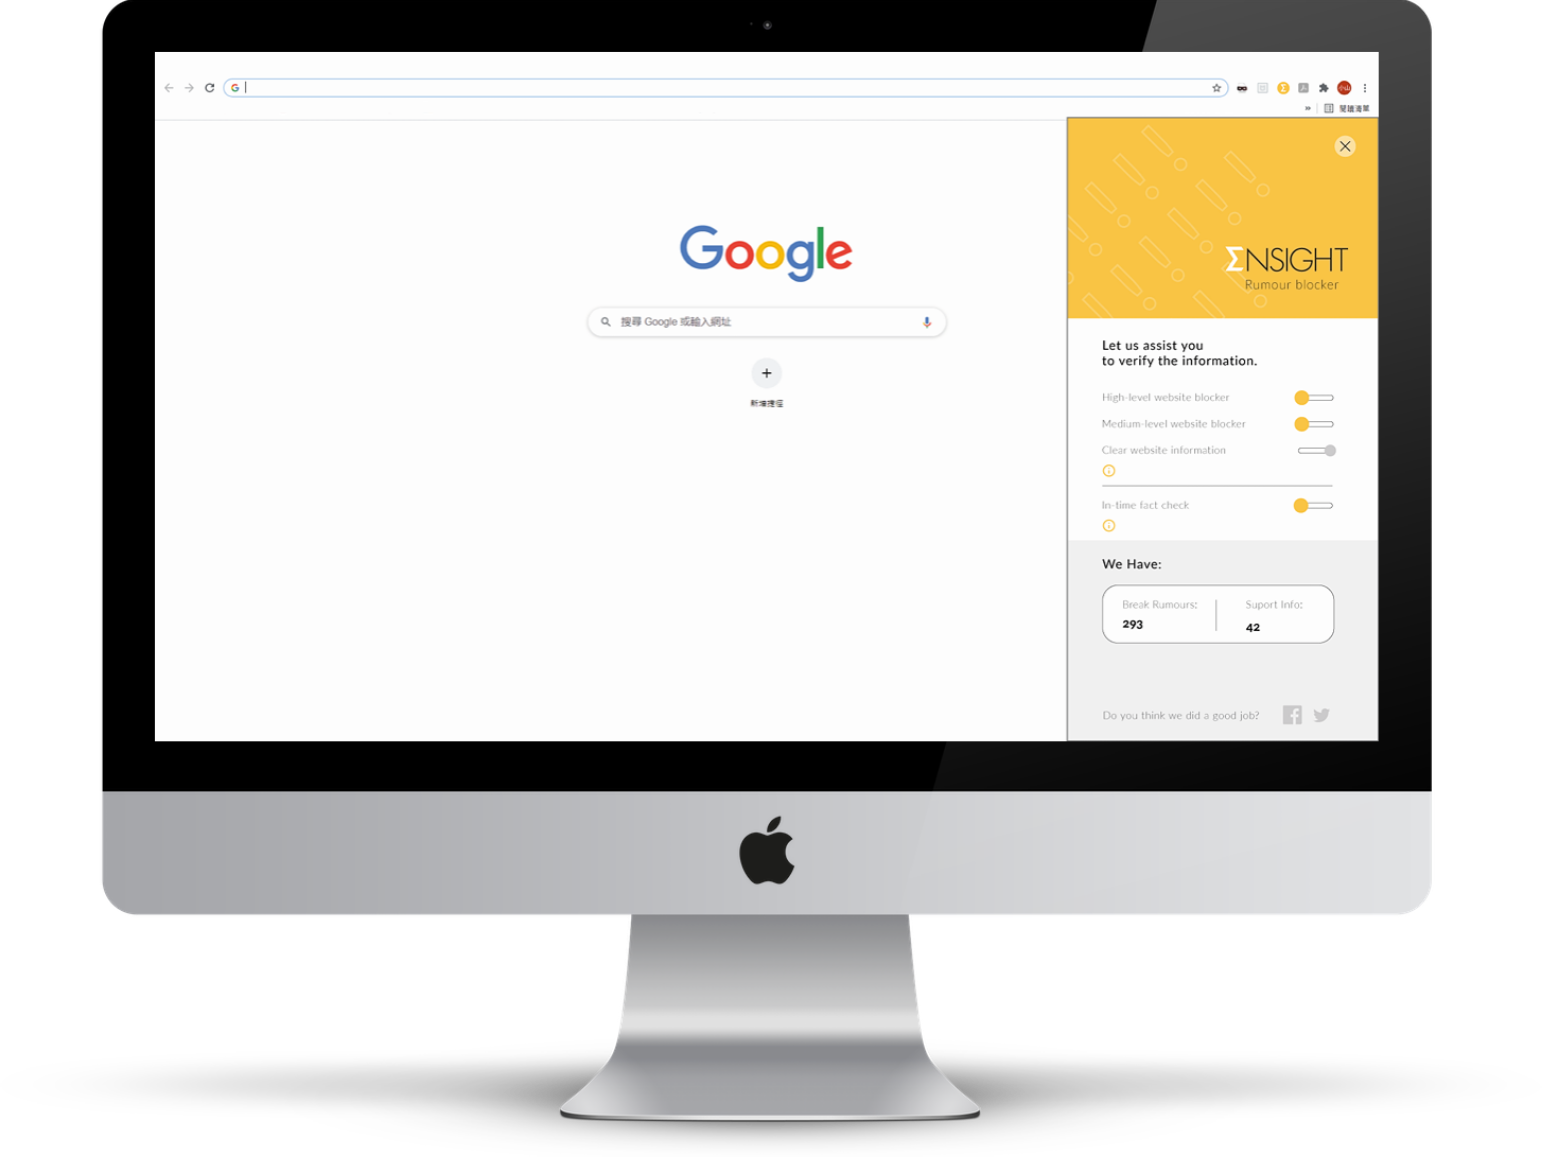 閱讀清單
Google
搜尋 Google 或輸入網址
新增捷徑
ΣNSIGHT
Rumour blocker
Let us assist you
to verify the information.
High-level website blocker
Medium-level website blocker
Clear website information
In-time fact check
We Have:
Break Rumours:
293
Suport Info:
42
Do you think we did a good job?